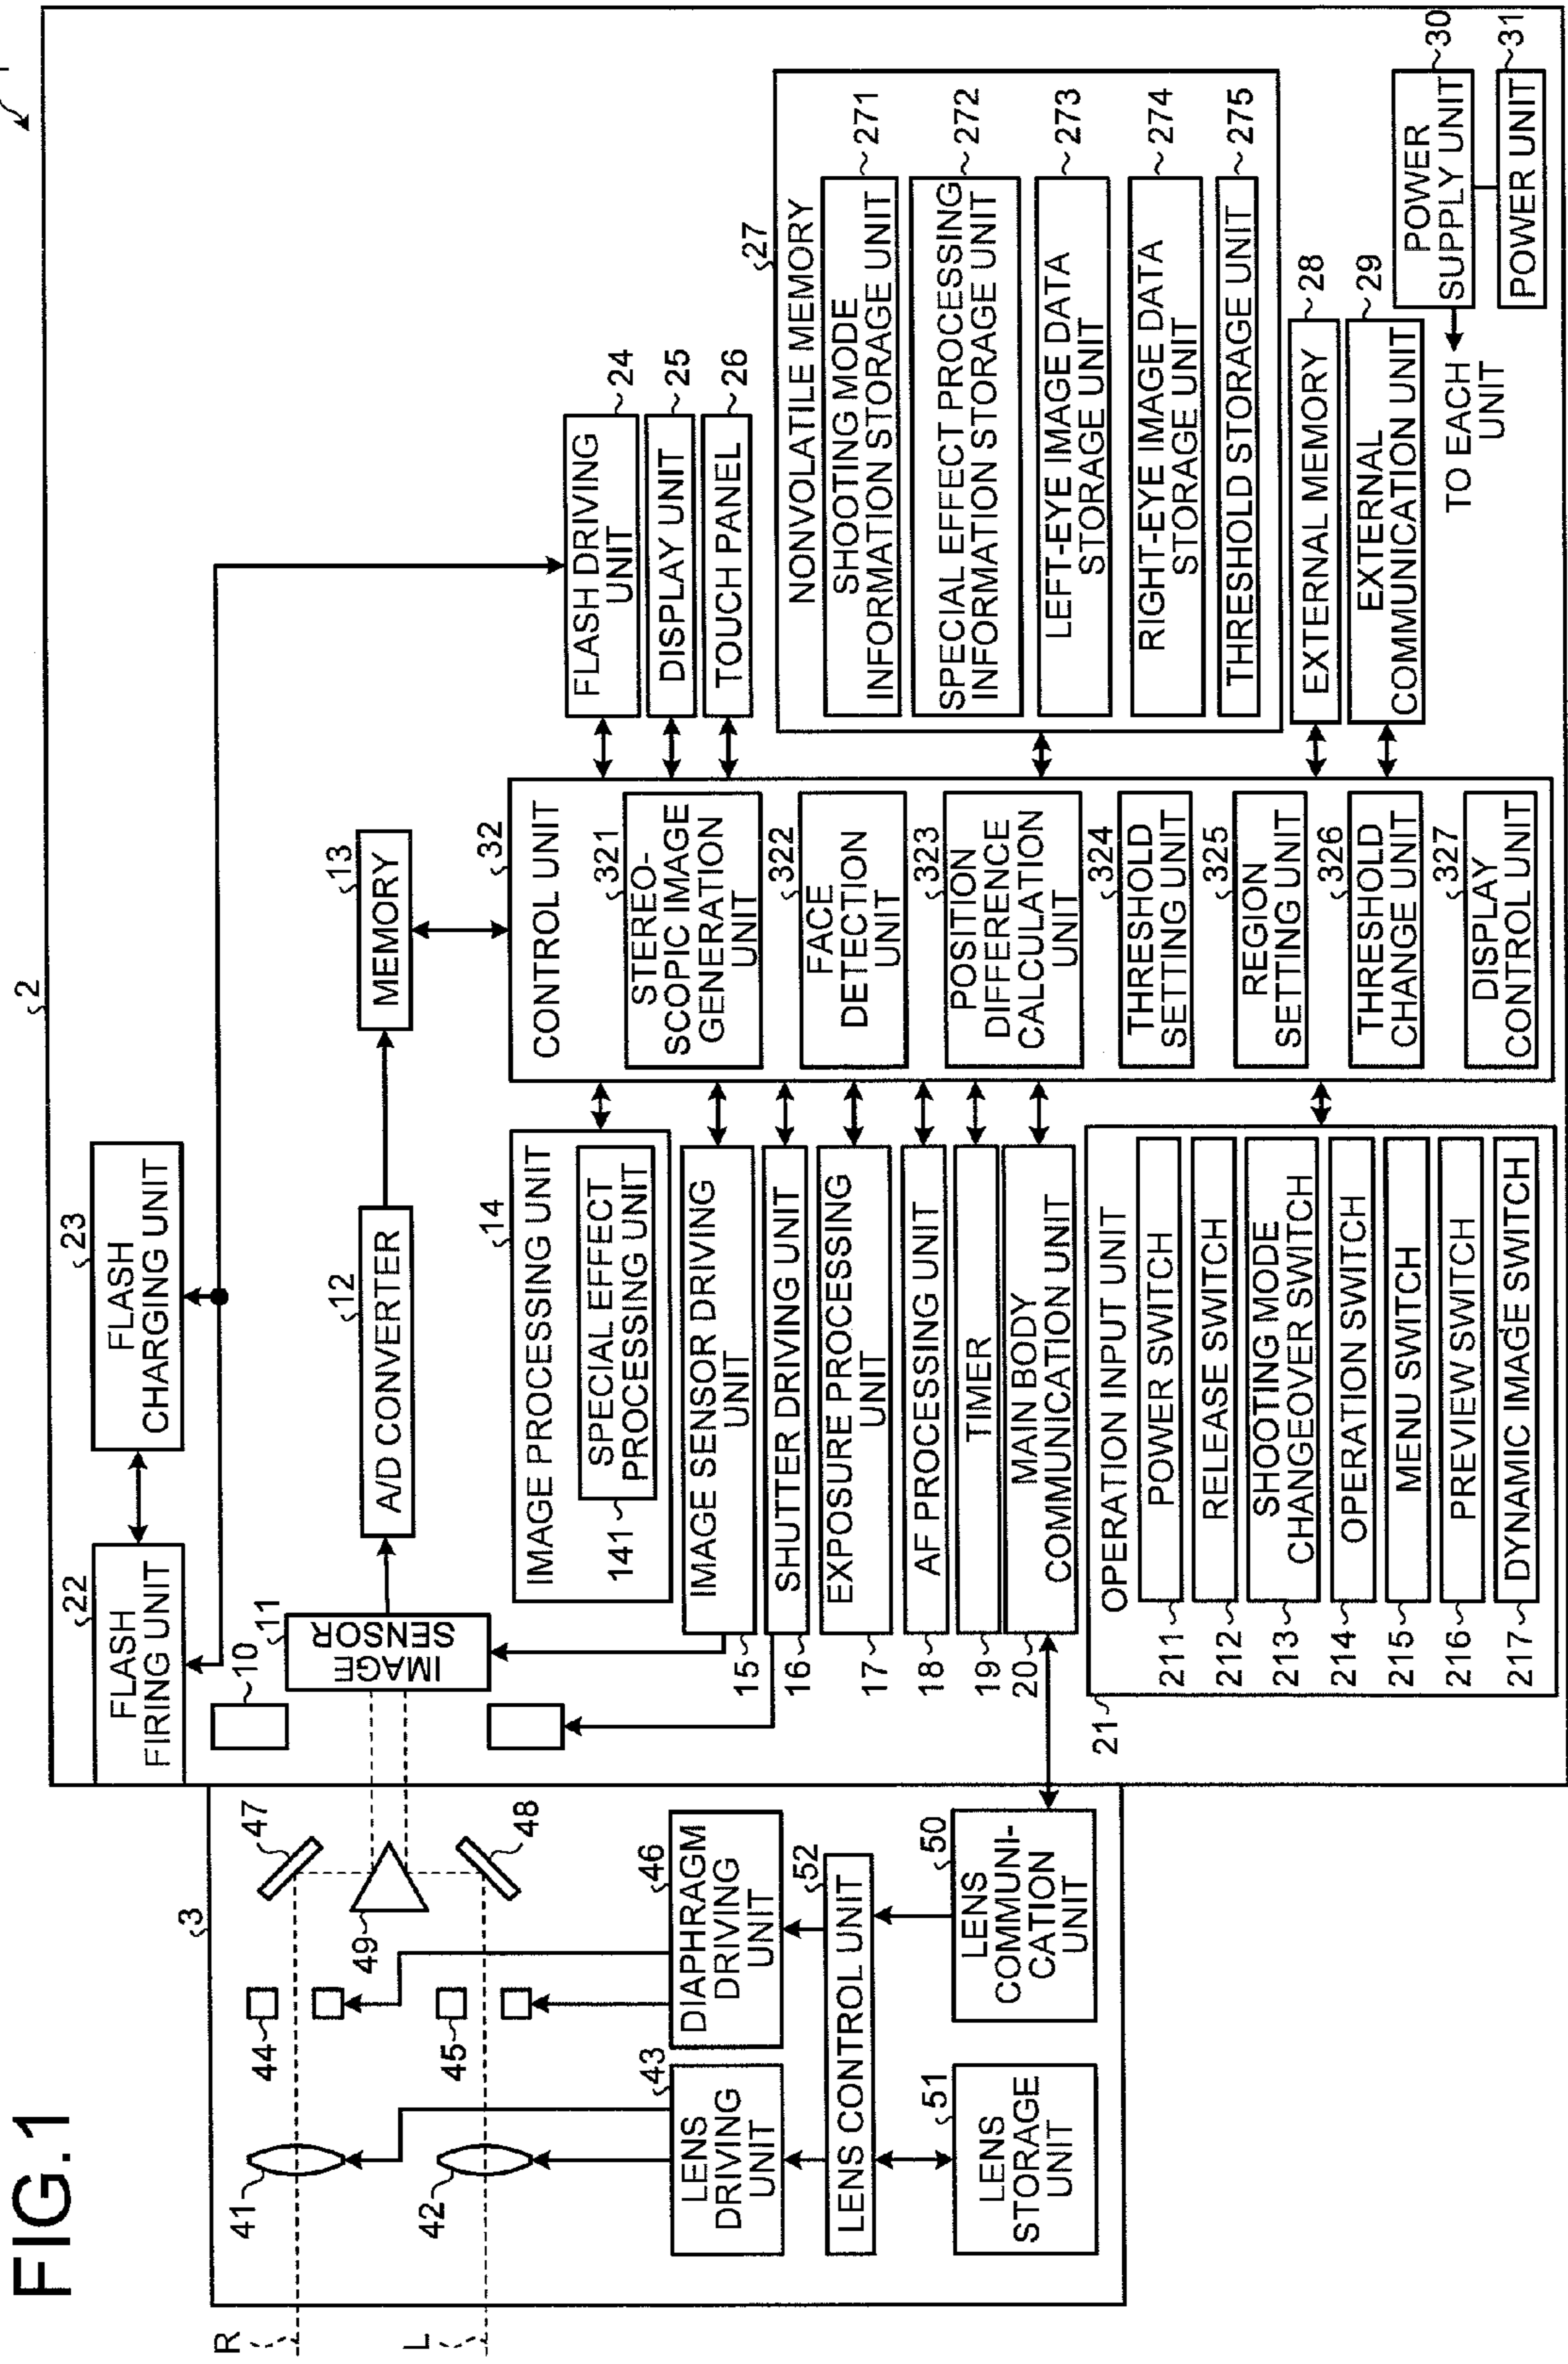 FIG.1
1
2
3
R
L
41
42
LENS
DRIVING
UNIT
43
44
45
DIAPHRAGM
DRIVING
UNIT
46
47
48
49
LENS CONTROL UNIT
52
LENS
STORAGE
UNIT
51
LENS
COMMUNI-
CATION
UNIT
50
FLASH
FIRING UNIT
22
FLASH
CHARGING UNIT
23
10
IMAGE
SENSOR
11
A/D CONVERTER
12
MEMORY
13
IMAGE PROCESSING UNIT
14
SPECIAL EFFECT
PROCESSING UNIT
141
IMAGE SENSOR DRIVING
UNIT
15
SHUTTER DRIVING UNIT
16
EXPOSURE PROCESSING
UNIT
17
AF PROCESSING UNIT
18
TIMER
19
MAIN BODY
COMMUNICATION UNIT
20
OPERATION INPUT UNIT
21
POWER SWITCH
211
RELEASE SWITCH
212
SHOOTING MODE
CHANGEOVER SWITCH
213
OPERATION SWITCH
214
MENU SWITCH
215
PREVIEW SWITCH
216
DYNAMIC IMAGE SWITCH
217
CONTROL UNIT
32
STEREO-
SCOPIC IMAGE
GENERATION
UNIT
321
FACE
DETECTION
UNIT
322
POSITION
DIFFERENCE
CALCULATION
UNIT
323
THRESHOLD
SETTING UNIT
324
REGION
SETTING UNIT
325
THRESHOLD
CHANGE UNIT
326
DISPLAY
CONTROL UNIT
327
FLASH DRIVING
UNIT
24
DISPLAY UNIT
25
TOUCH PANEL
26
NONVOLATILE MEMORY
27
SHOOTING MODE
INFORMATION STORAGE UNIT
271
SPECIAL EFFECT PROCESSING
INFORMATION STORAGE UNIT
272
LEFT-EYE IMAGE DATA
STORAGE UNIT
273
RIGHT-EYE IMAGE DATA
STORAGE UNIT
274
THRESHOLD STORAGE UNIT
275
EXTERNAL MEMORY
28
EXTERNAL
COMMUNICATION UNIT
29
TO EACH
UNIT
POWER
SUPPLY UNIT
30
POWER UNIT
31